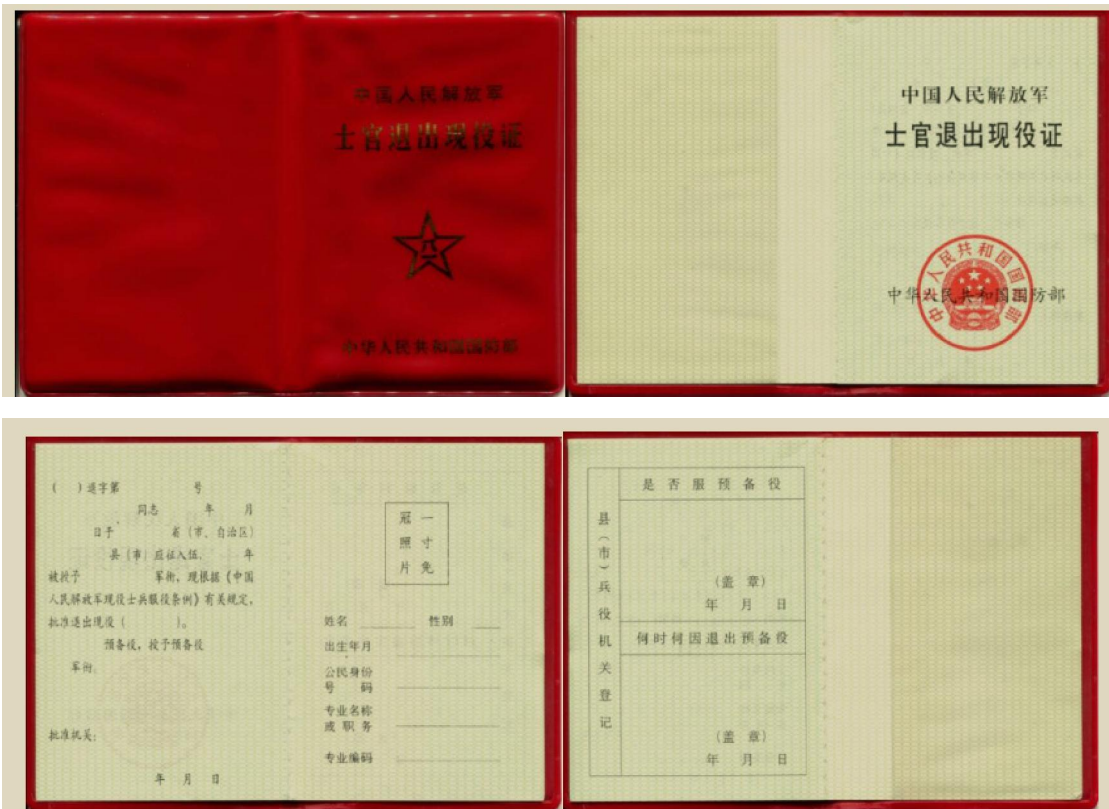 中国人民解放军
士官退出现役证
八一
中华人民共和国国防部
中国人民解放军
士官退出现役证
中华人民共和国国防部
中华人民共和国国防部
( )退字第 号
同志 年 月
日于 省(市、自治区)
县(市)应征入伍. 年
被授予 军衔,现根据《中国
人民解放军现役士兵服役条例》有关规定,
批准退出现役( )。
预备役,授予预备役
军衔:
批准机关:
年 月 日
冠 一
照 寸
片 免
姓名 性别
出生年月
公民身份
号 码
专业名称
或 职 务
专业编码
县(市)兵役机关登记
是否服预备役
(盖 章)
年 月 日
何时何因退出预备役
(盖 章)
年 月 日